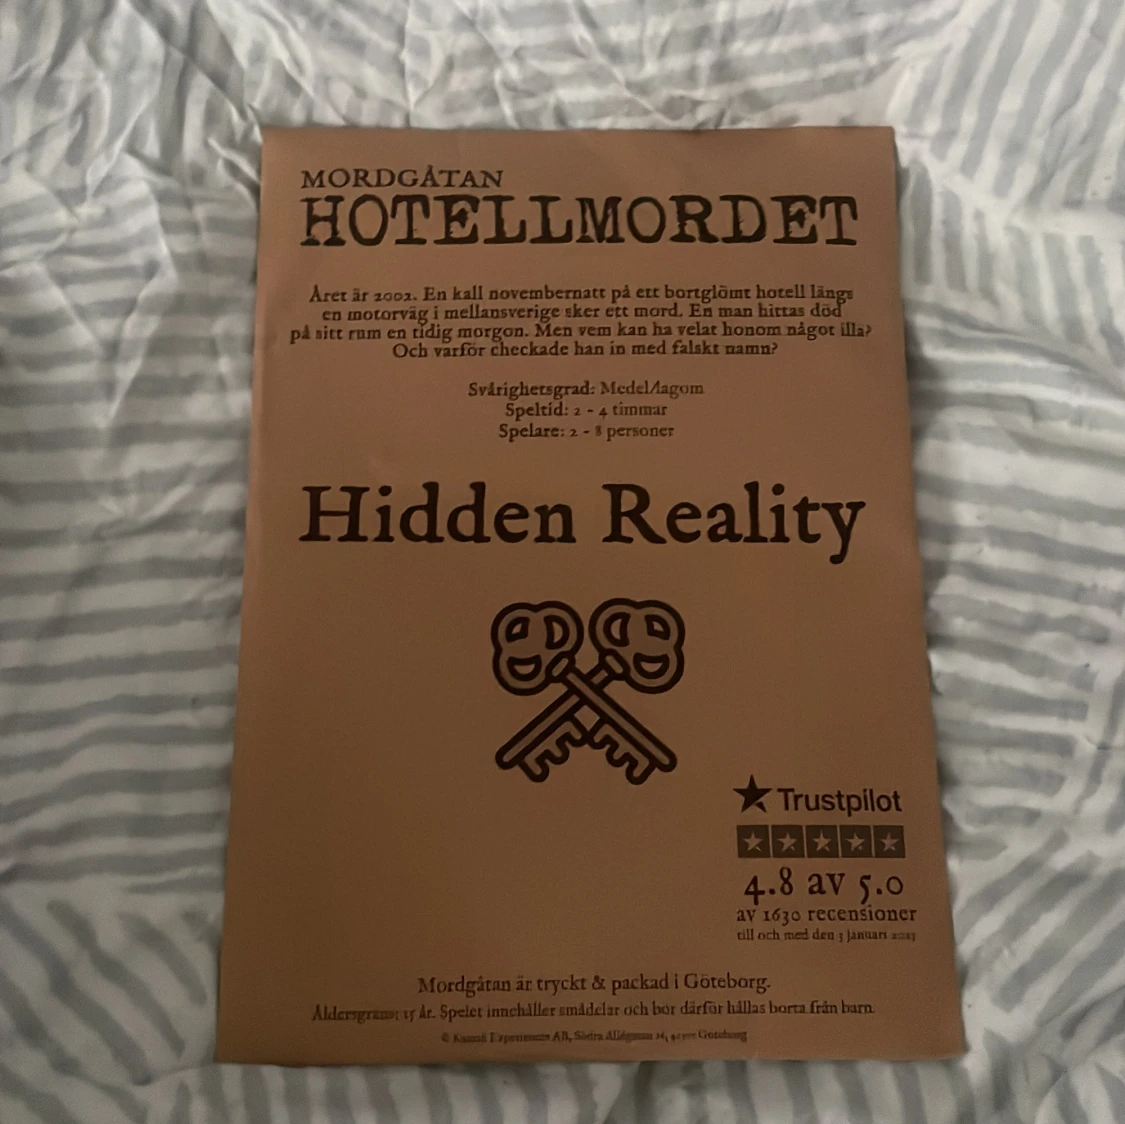 MORDGÅTAN
HOTELLMORDET
Året är 2002. En kall novembernatt på ett bortglömt hotell längs
en motorväg i mellansverige sker ett mord. En man hittas död
på sitt rum en tidig morgon. Men vem kan ha velat honom något illa?
Och varför checkade han in med falskt namn?
Svårighetsgrad: Medel/lagom
Speltid: 2 - 4 timmar
Spelare: 2 - 8 personer
Hidden Reality
Trustpilot
4.8 av 5.0
av 1630 recensioner
till och med den 3 januari
Mordgåtan är tryckt & packad i Göteborg.
Åldersgräns: 15 år. Spelet innehåller smådelar och bör därför hållas borta från barn.
© AB, Södra Göteborg